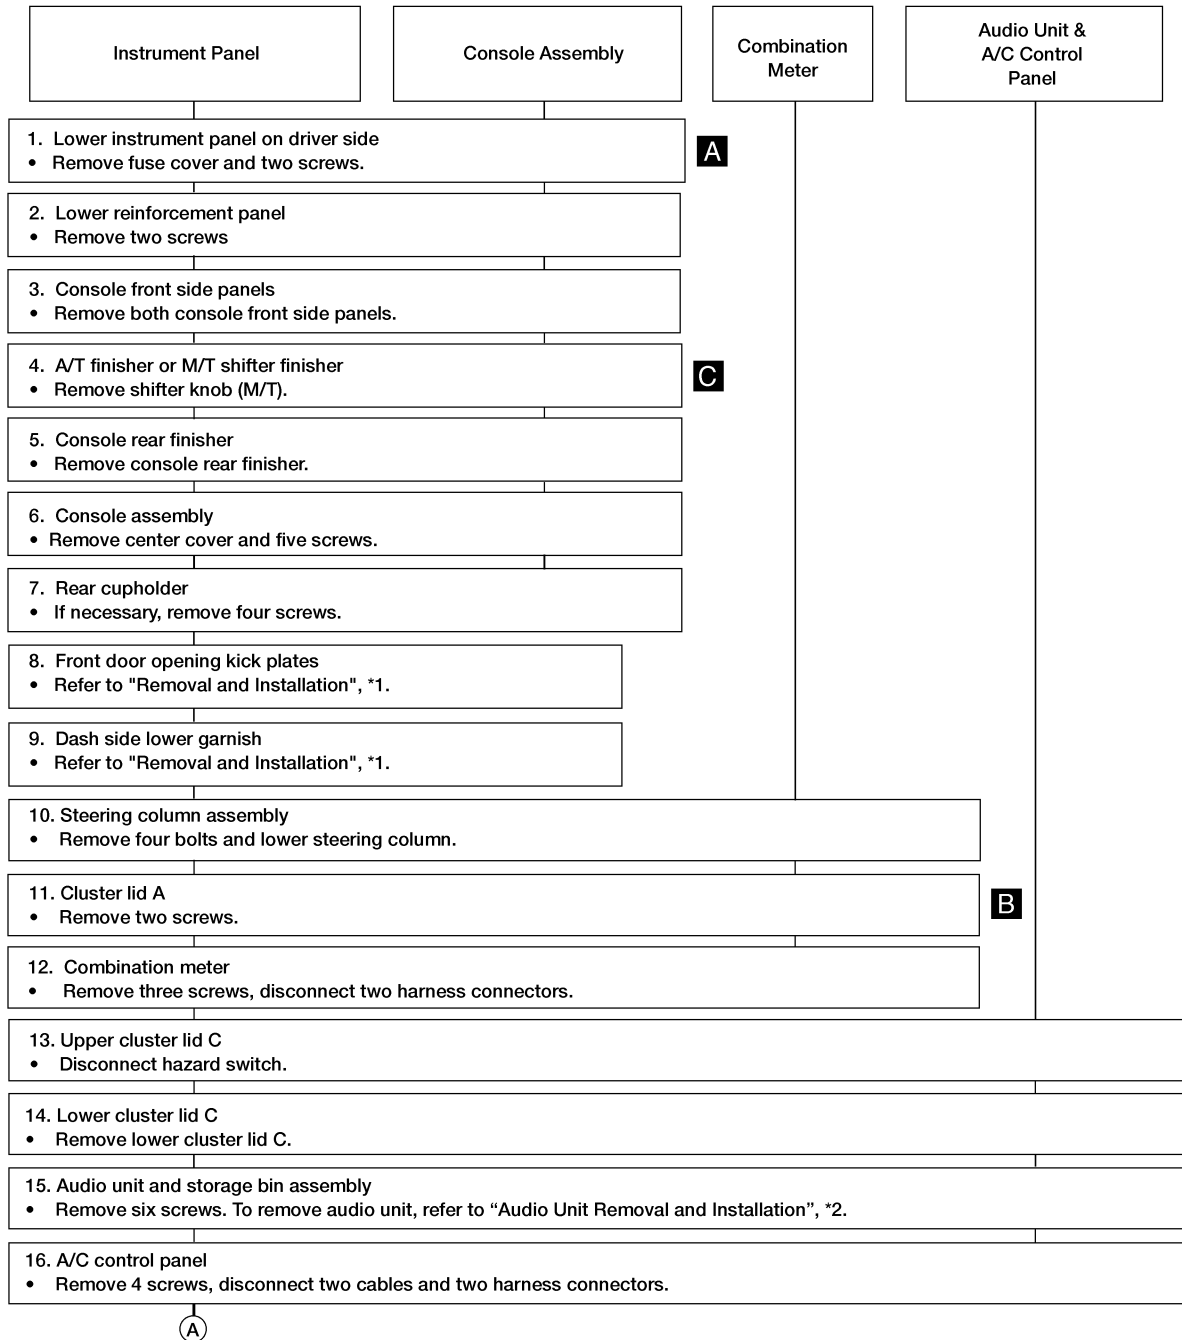 Instrument Panel
Console Assembly
Combination
Meter
Audio Unit &
A/C Control
Panel
1. Lower instrument panel on driver side
• Remove fuse cover and two screws.
A
2. Lower reinforcement panel
• Remove two screws
3. Console front side panels
• Remove both console front side panels.
4. A/T finisher or M/T shifter finisher
• Remove shifter knob (M/T).
C
5. Console rear finisher
• Remove console rear finisher.
6. Console assembly
• Remove center cover and five screws.
7. Rear cupholder
• If necessary, remove four screws.
8. Front door opening kick plates
• Refer to "Removal and Installation", *1.
9. Dash side lower garnish
• Refer to "Removal and Installation", *1.
10. Steering column assembly
• Remove four bolts and lower steering column.
11. Cluster lid A
• Remove two screws.
B
12. Combination meter
• Remove three screws, disconnect two harness connectors.
13. Upper cluster lid C
• Disconnect hazard switch.
14. Lower cluster lid C
• Remove lower cluster lid C.
15. Audio unit and storage bin assembly
• Remove six screws. To remove audio unit, refer to “Audio Unit Removal and Installation”, *2.
16. A/C control panel
• Remove 4 screws, disconnect two cables and two harness connectors.
A